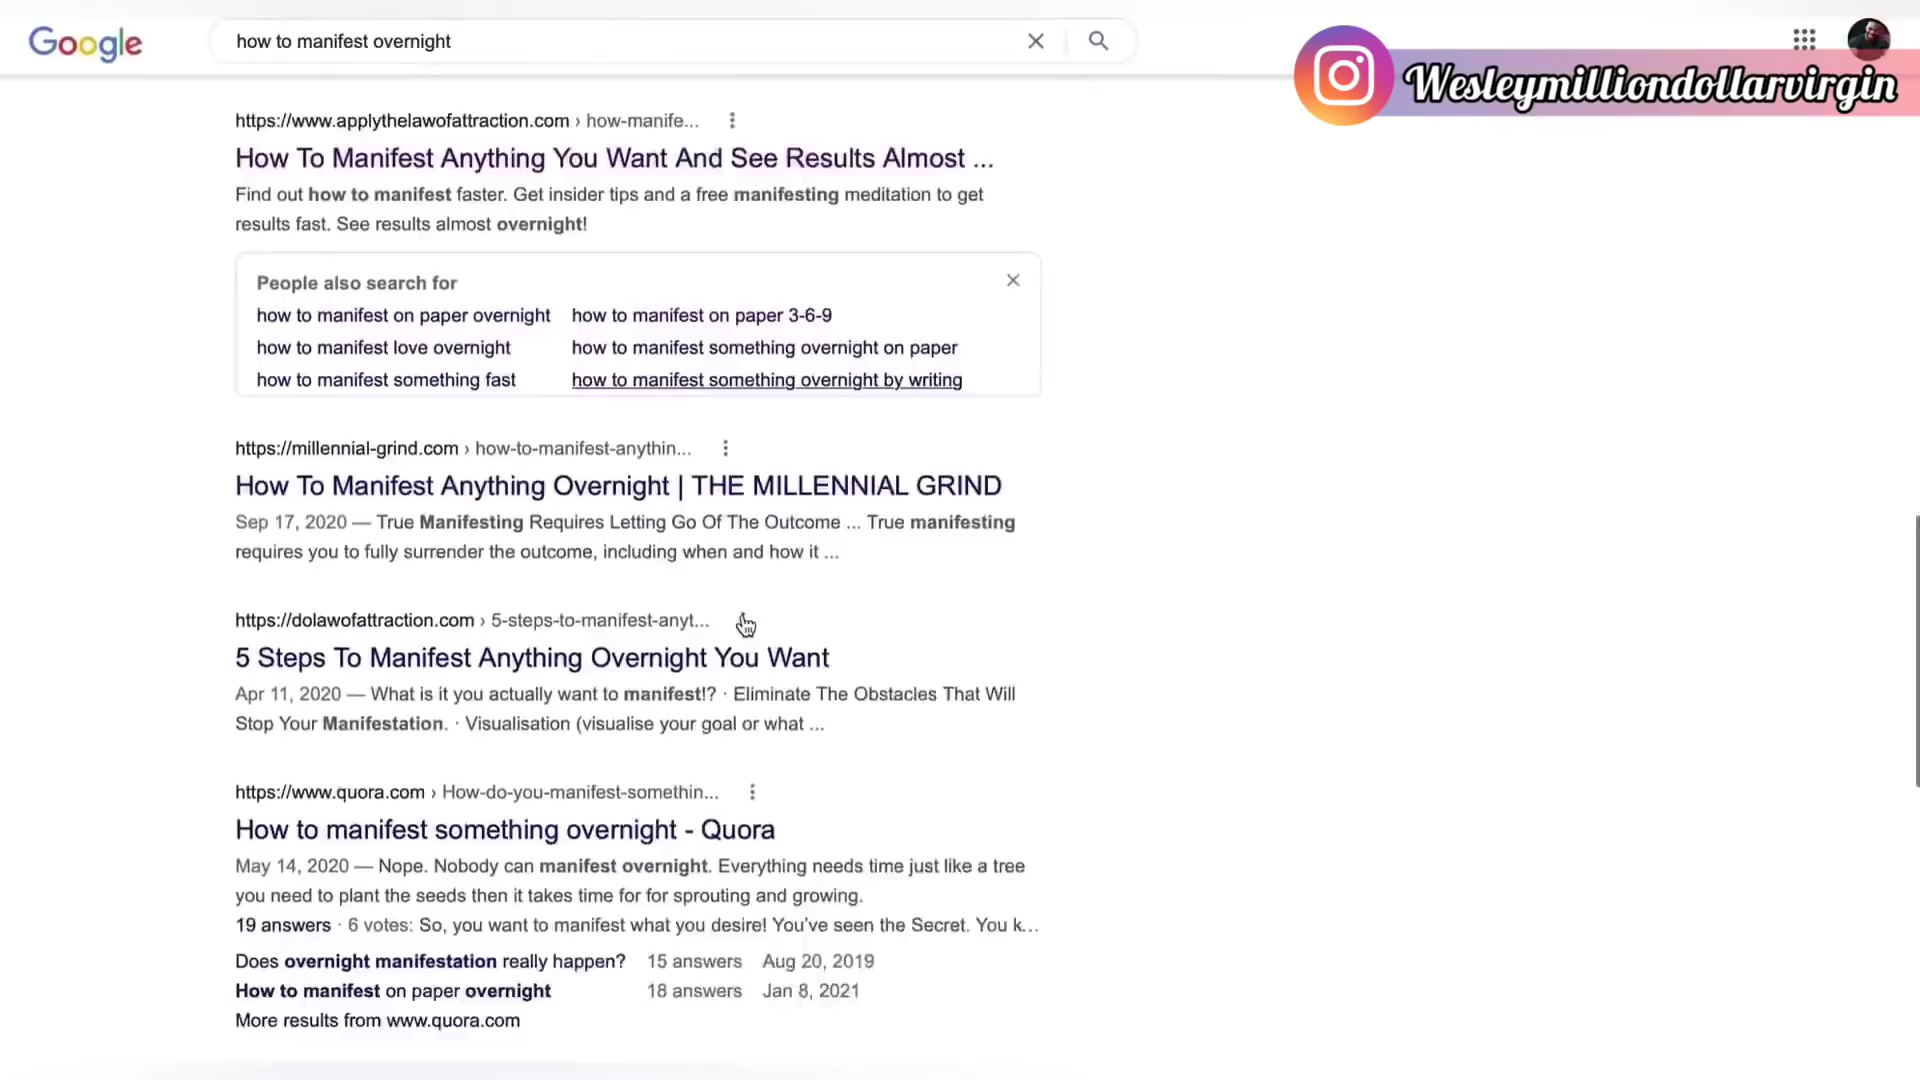 Google
how to manifest overnight
Wesleymilliondollarvirgin
https://www.applythelawofattraction.com › how-manife...
How To Manifest Anything You Want And See Results Almost ...
Find out how to manifest faster. Get insider tips and a free manifesting meditation to get
results fast. See results almost overnight!
People also search for
how to manifest on paper overnight how to manifest on paper 3-6-9
how to manifest love overnight how to manifest something overnight on paper
how to manifest something fast how to manifest something overnight by writing
https://millennial-grind.com › how-to-manifest-anythin...
How To Manifest Anything Overnight | THE MILLENNIAL GRIND
Sep 17, 2020 — True Manifesting Requires Letting Go Of The Outcome ... True manifesting
requires you to fully surrender the outcome, including when and how it ...
https://dolawofattraction.com › 5-steps-to-manifest-anyt...
5 Steps To Manifest Anything Overnight You Want
Apr 11, 2020 — What is it you actually want to manifest!? · Eliminate The Obstacles That Will
Stop Your Manifestation. · Visualisation (visualise your goal or what ...
https://www.quora.com › How-do-you-manifest-somethin...
How to manifest something overnight - Quora
May 14, 2020 — Nope. Nobody can manifest overnight. Everything needs time just like a tree
you need to plant the seeds then it takes time for for sprouting and growing.
19 answers · 6 votes: So, you want to manifest what you desire! You've seen the Secret. You k...
Does overnight manifestation really happen? 15 answers Aug 20, 2019
How to manifest on paper overnight 18 answers Jan 8, 2021
More results from www.quora.com